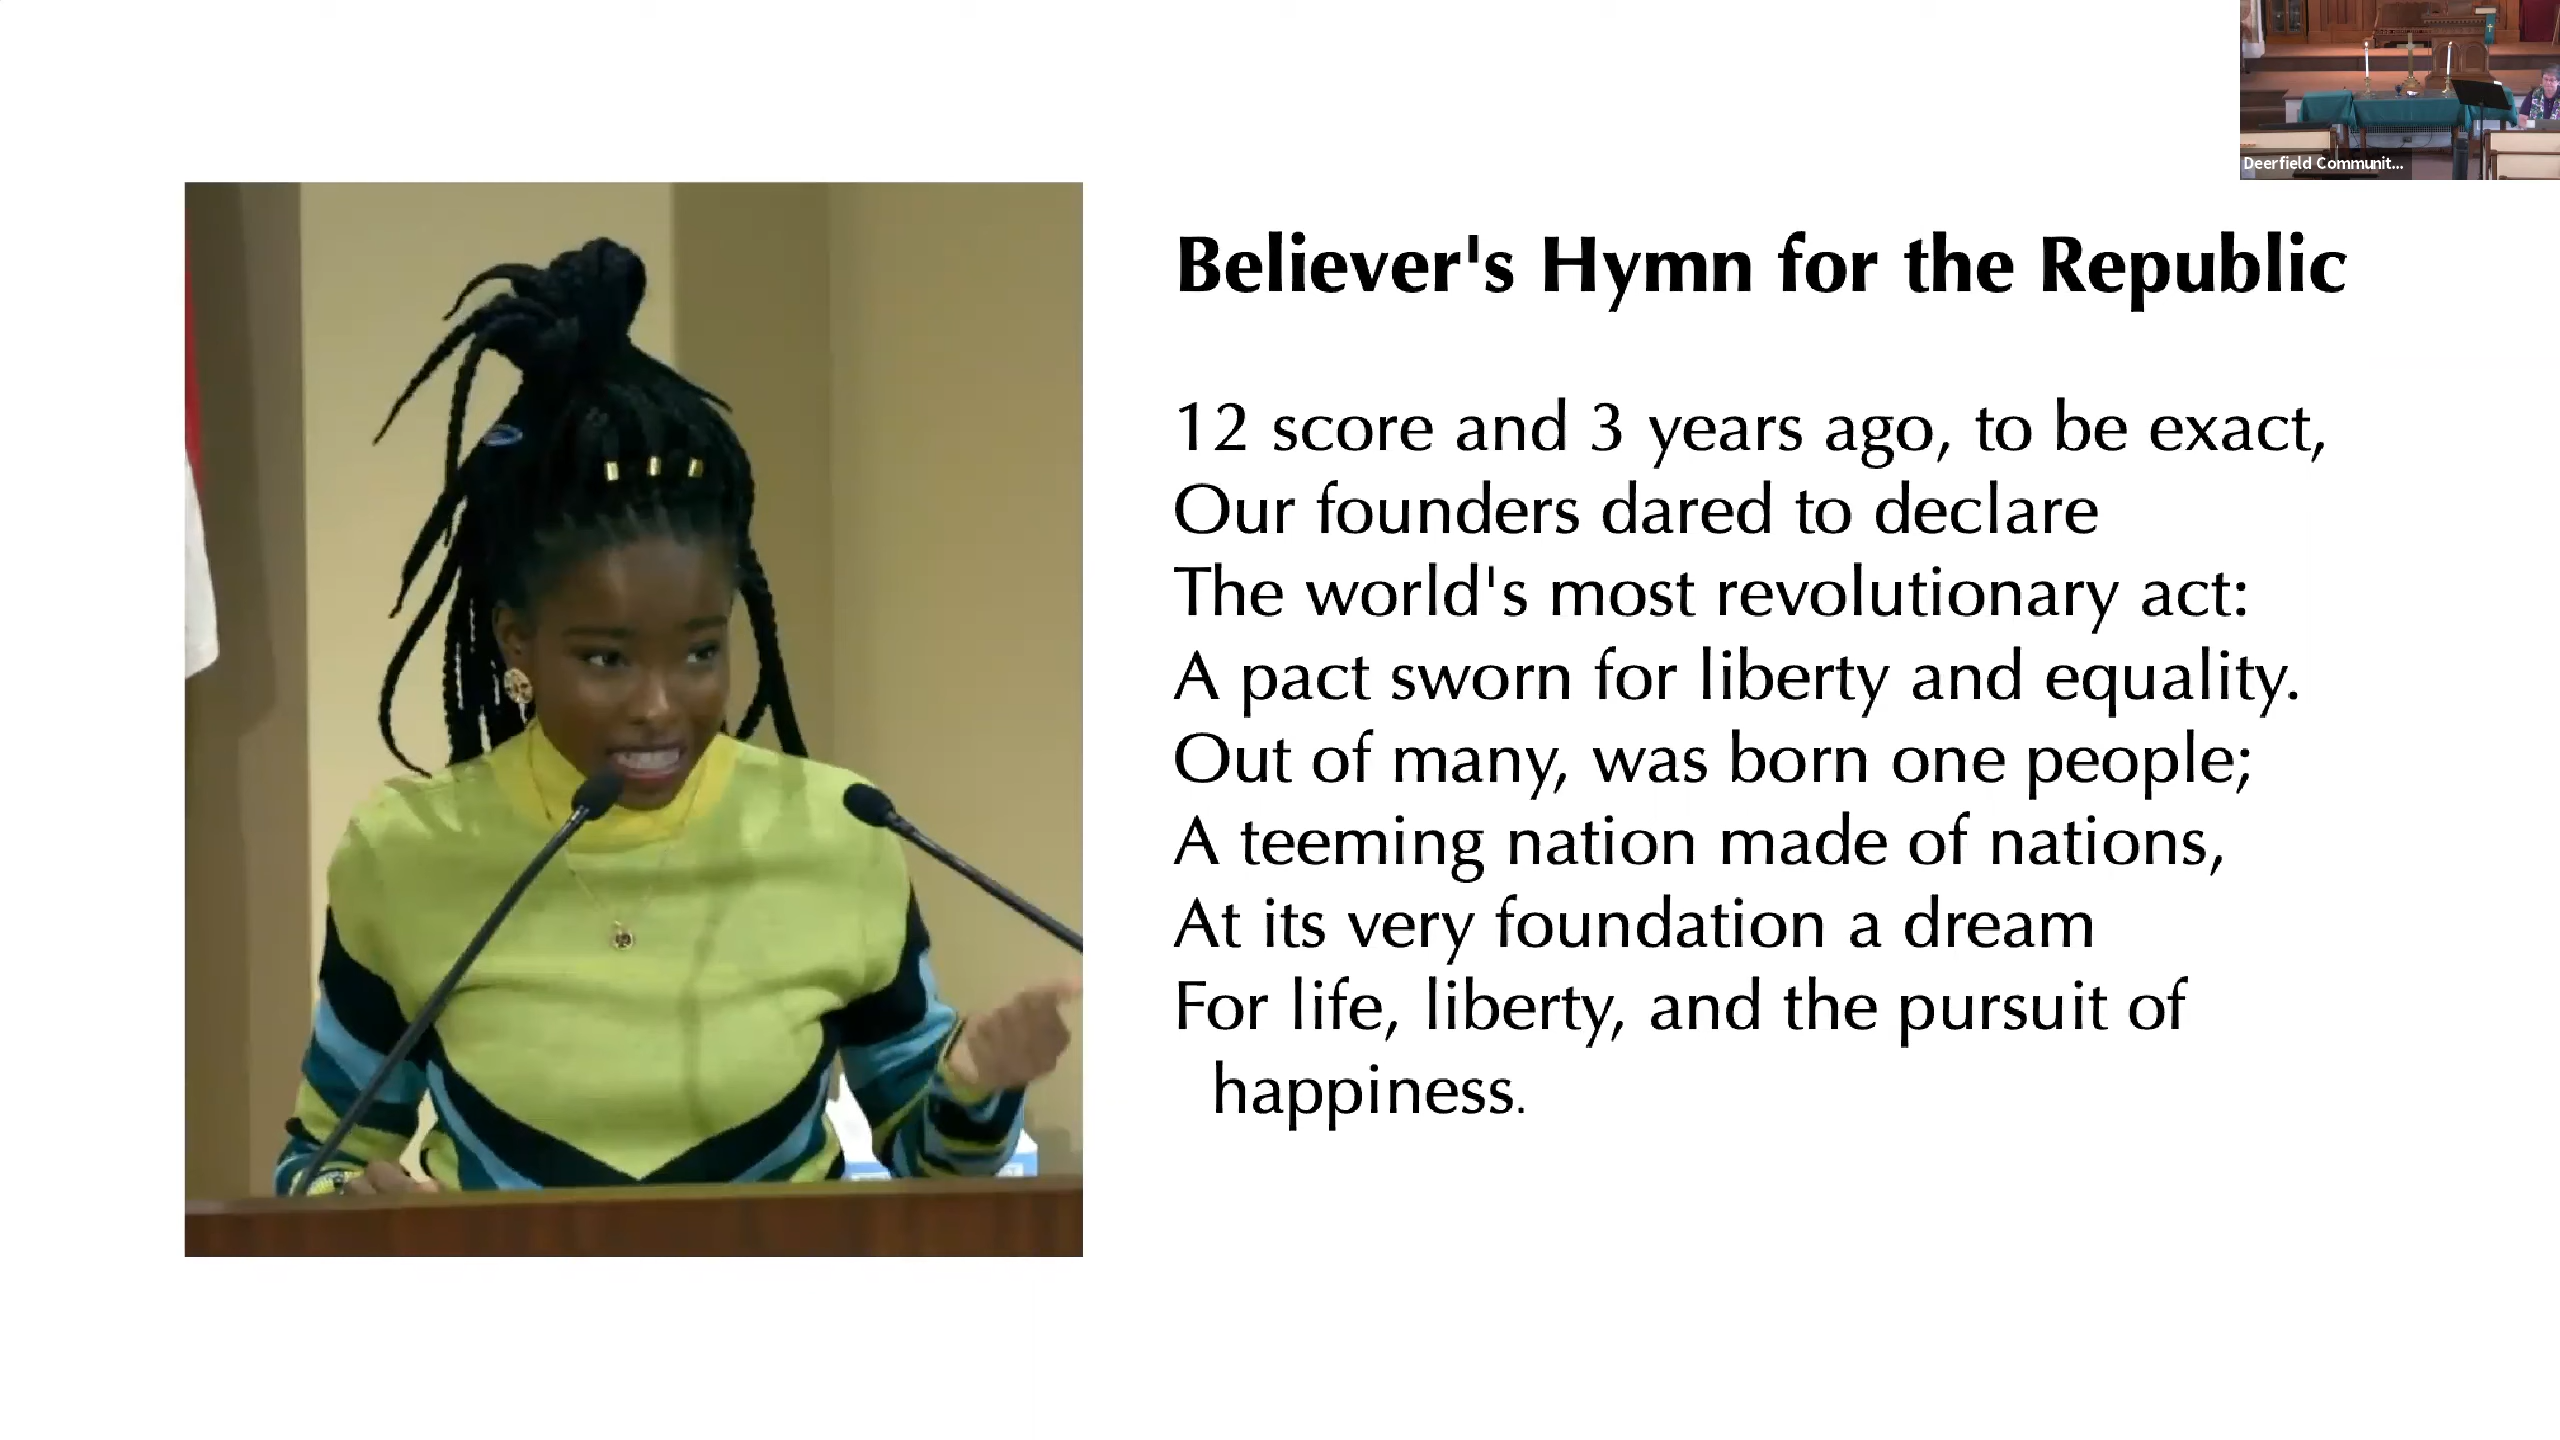 Deerfield Communit...
Believer's Hymn for the Republic
12 score and 3 years ago, to be exact,
Our founders dared to declare
The world's most revolutionary act:
A pact sworn for liberty and equality.
Out of many, was born one people;
A teeming nation made of nations,
At its very foundation a dream
For life, liberty, and the pursuit of
happiness.